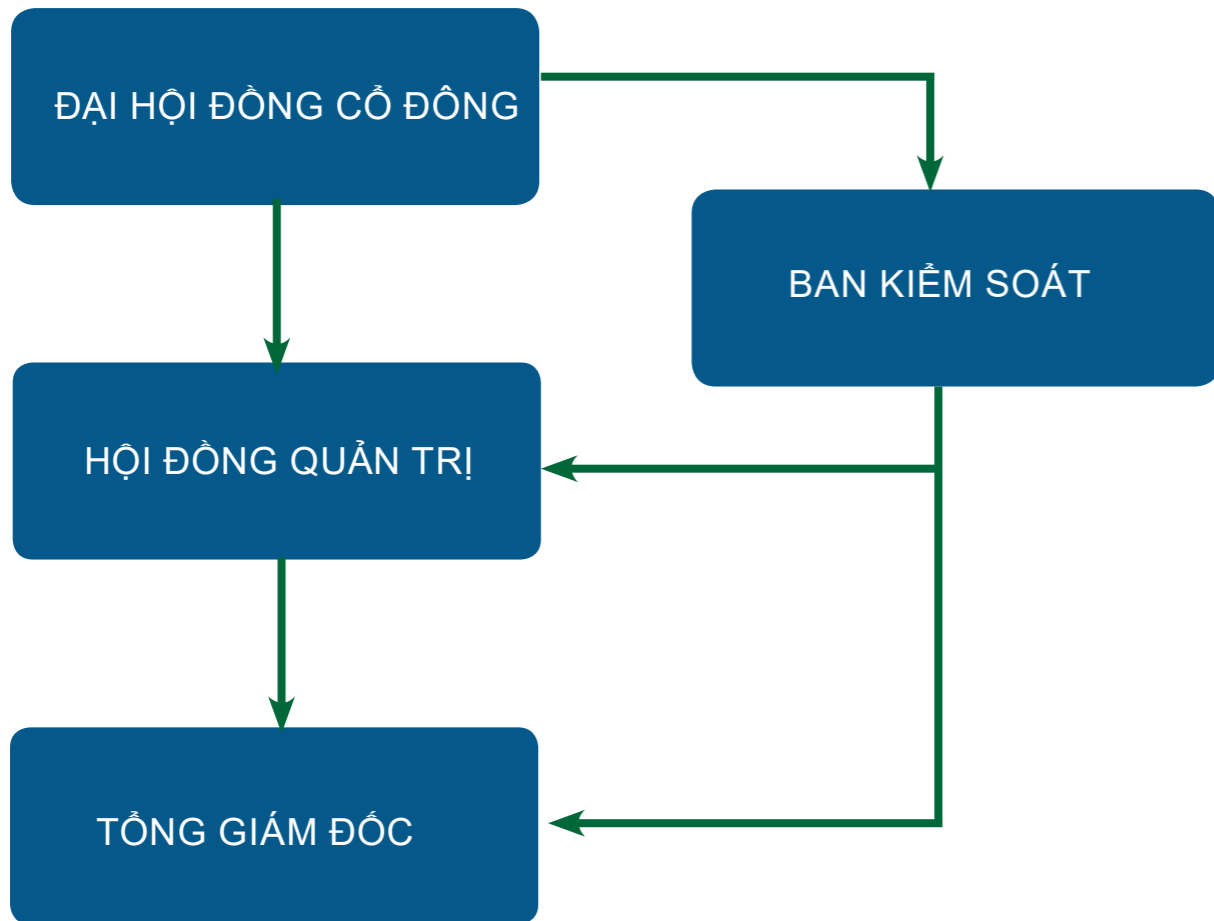 ĐẠI HỘI ĐỒNG CỔ ĐÔNG
BAN KIỂM SOÁT
HỘI ĐỒNG QUẢN TRỊ
TỔNG GIÁM ĐỐC